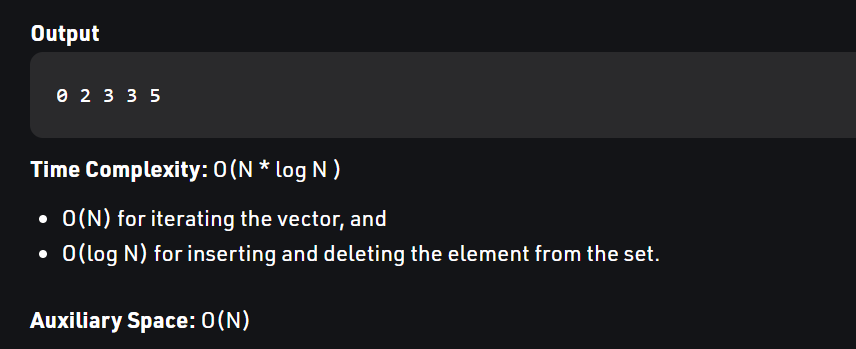 Output
0 2 3 3 5
Time Complexity: O(N * log N )
• O(N) for iterating the vector, and
• O(log N) for inserting and deleting the element from the set.
Auxiliary Space: O(N)